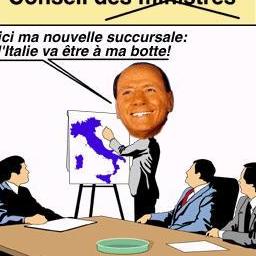 Conseil des ministres
ici ma nouvelle succursale:
l'Italie va être à ma botte!